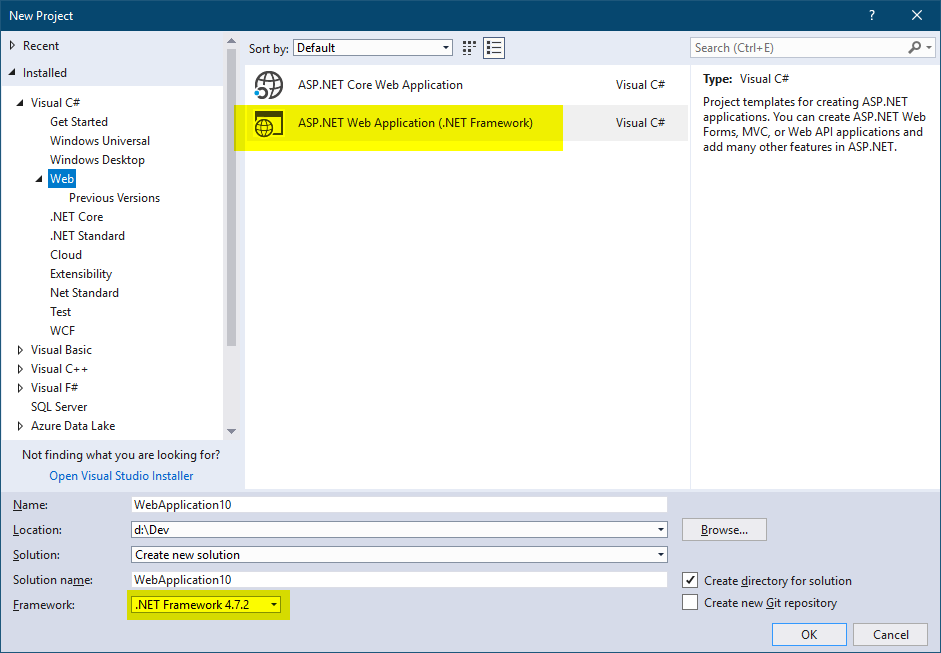 New Project
?
Recent
Installed
Visual C#
Get Started
Windows Universal
Windows Desktop
Web
Previous Versions
.NET Core
.NET Standard
Cloud
Extensibility
Net Standard
Test
WCF
Visual Basic
Visual C++
Visual F#
SQL Server
Azure Data Lake
Not finding what you are looking for?
Open Visual Studio Installer
Sort by: Default
ASP.NET Core Web Application Visual C#
ASP.NET Web Application (.NET Framework) Visual C#
Search (Ctrl+E)
Type: Visual C#
Project templates for creating ASP.NET
applications. You can create ASP.NET Web
Forms, MVC, or Web API applications and
add many other features in ASP.NET.
Name: WebApplication10
Location: d:\Dev
Browse...
Solution: Create new solution
Solution name: WebApplication10
Create directory for solution
Framework: .NET Framework 4.7.2
Create new Git repository
OK Cancel